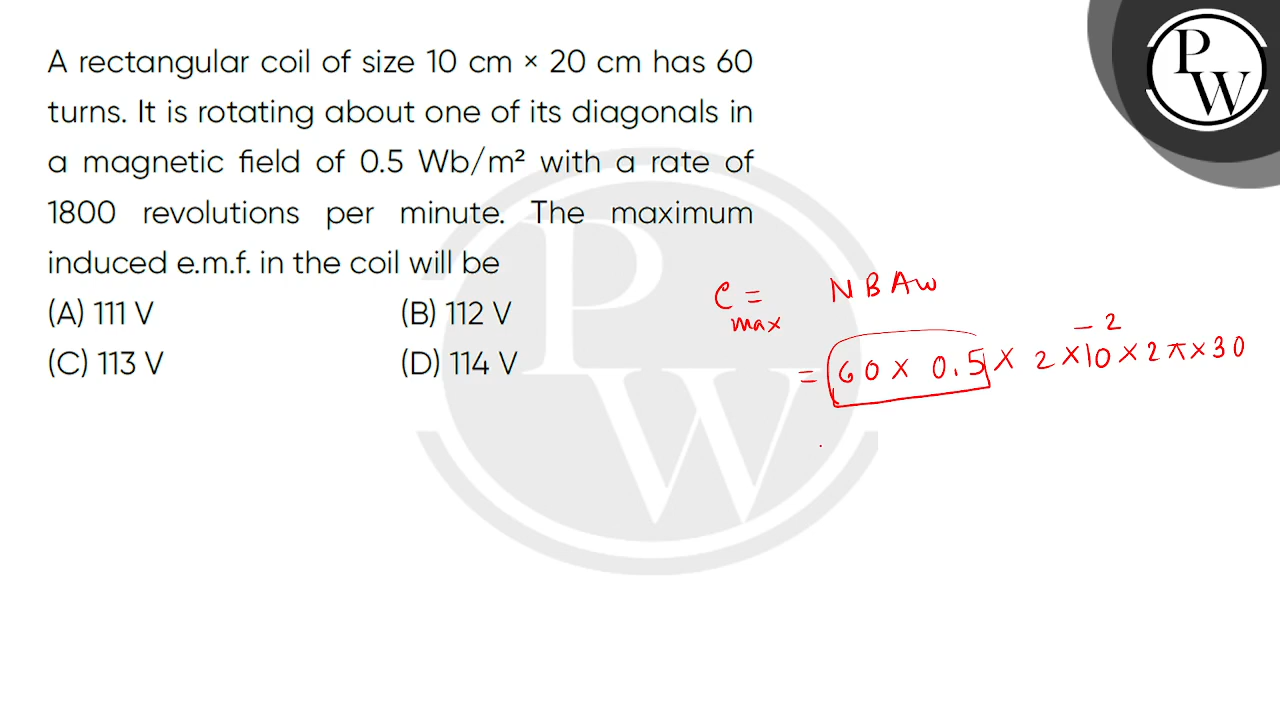 A rectangular coil of size 10 cm × 20 cm has 60
turns. It is rotating about one of its diagonals in
a magnetic field of 0.5 Wb/m² with a rate of
1800 revolutions per minute. The maximum
induced e.m.f. in the coil will be
(A) 111 V (B) 112 V
(C) 113 V (D) 114 V
e max = NBAω
= 60 × 0.5 × 2 × 10⁻² × 2π × 30
PW
PW